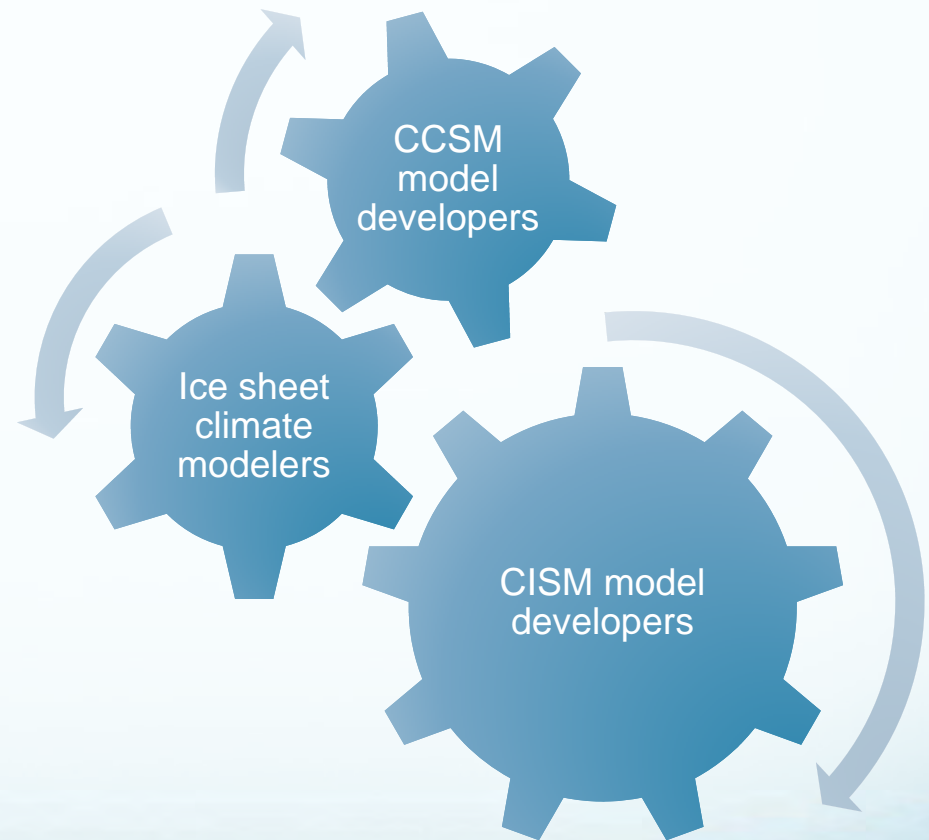 CCSM
model
developers
Ice sheet
climate
modelers
CISM model
developers